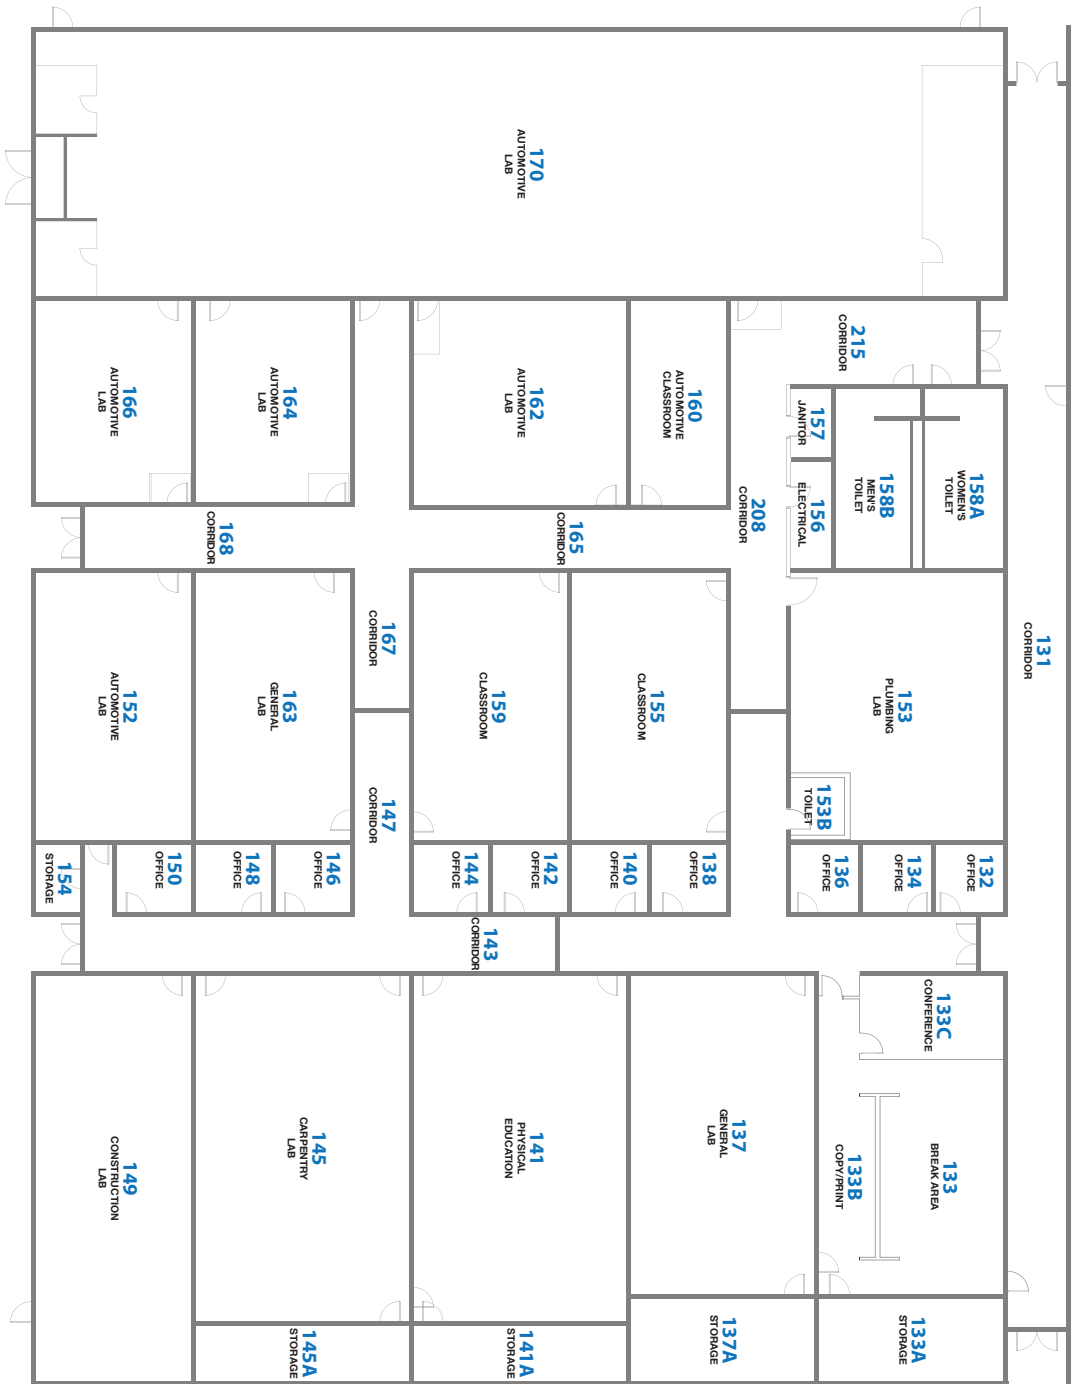 170
AUTOMOTIVE
LAB
215
CORRIDOR
166
AUTOMOTIVE
LAB
164
AUTOMOTIVE
LAB
162
AUTOMOTIVE
LAB
160
AUTOMOTIVE
CLASSROOM
157
JANITOR
158B
MEN'S
TOILET
158A
WOMEN'S
TOILET
156
ELECTRICAL
208
CORRIDOR
168
CORRIDOR
165
CORRIDOR
167
CORRIDOR
131
CORRIDOR
152
AUTOMOTIVE
LAB
163
GENERAL
LAB
159
CLASSROOM
155
CLASSROOM
153
PLUMBING
LAB
153B
TOILET
147
CORRIDOR
154
STORAGE
150
OFFICE
148
OFFICE
146
OFFICE
144
OFFICE
142
OFFICE
140
OFFICE
138
OFFICE
136
OFFICE
134
OFFICE
132
OFFICE
143
CORRIDOR
133C
CONFERENCE
149
CONSTRUCTION
LAB
145
CARPENTRY
LAB
141
PHYSICAL
EDUCATION
137
GENERAL
LAB
133B
COPY/PRINT
133
BREAK AREA
145A
STORAGE
141A
STORAGE
137A
STORAGE
133A
STORAGE